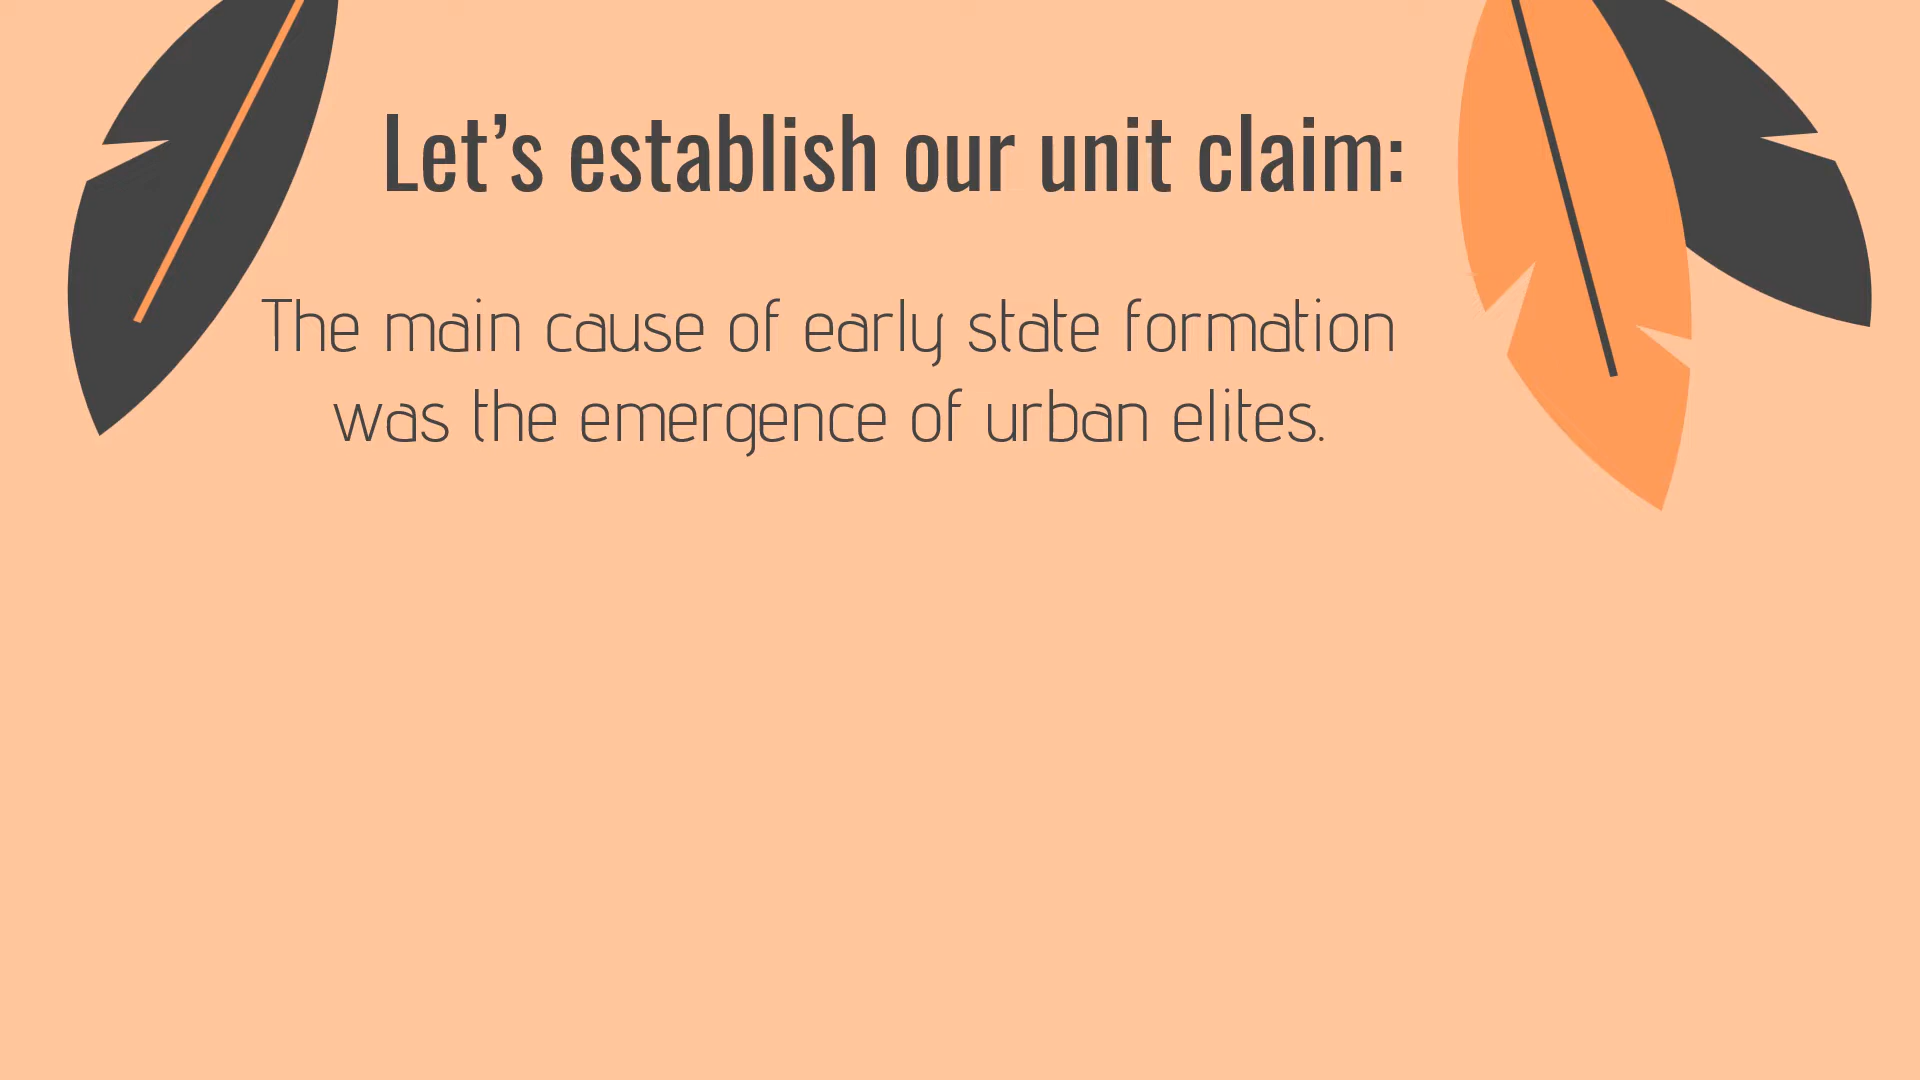 Let’s establish our unit claim:
The main cause of early state formation
was the emergence of urban elites.